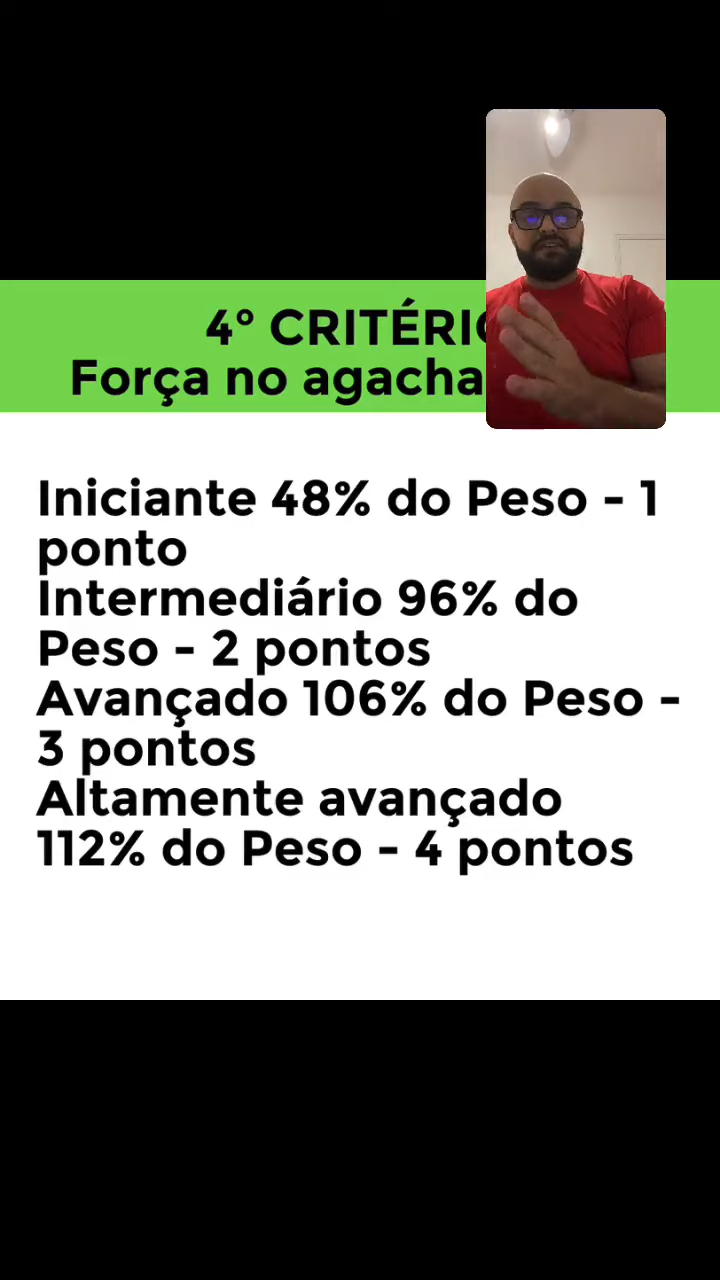 4º CRITÉRI
Força no agacha
Iniciante 48% do Peso - 1
ponto
Intermediário 96% do
Peso - 2 pontos
Avançado 106% do Peso -
3 pontos
Altamente avançado
112% do Peso - 4 pontos